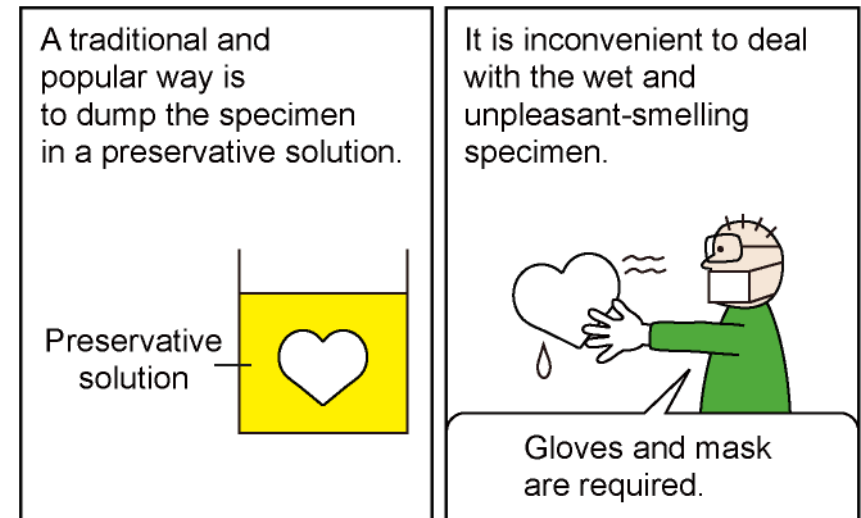 A traditional and
popular way is
to dump the specimen
in a preservative solution.
Preservative
solution
It is inconvenient to deal
with the wet and
unpleasant-smelling
specimen.
Gloves and mask
are required.